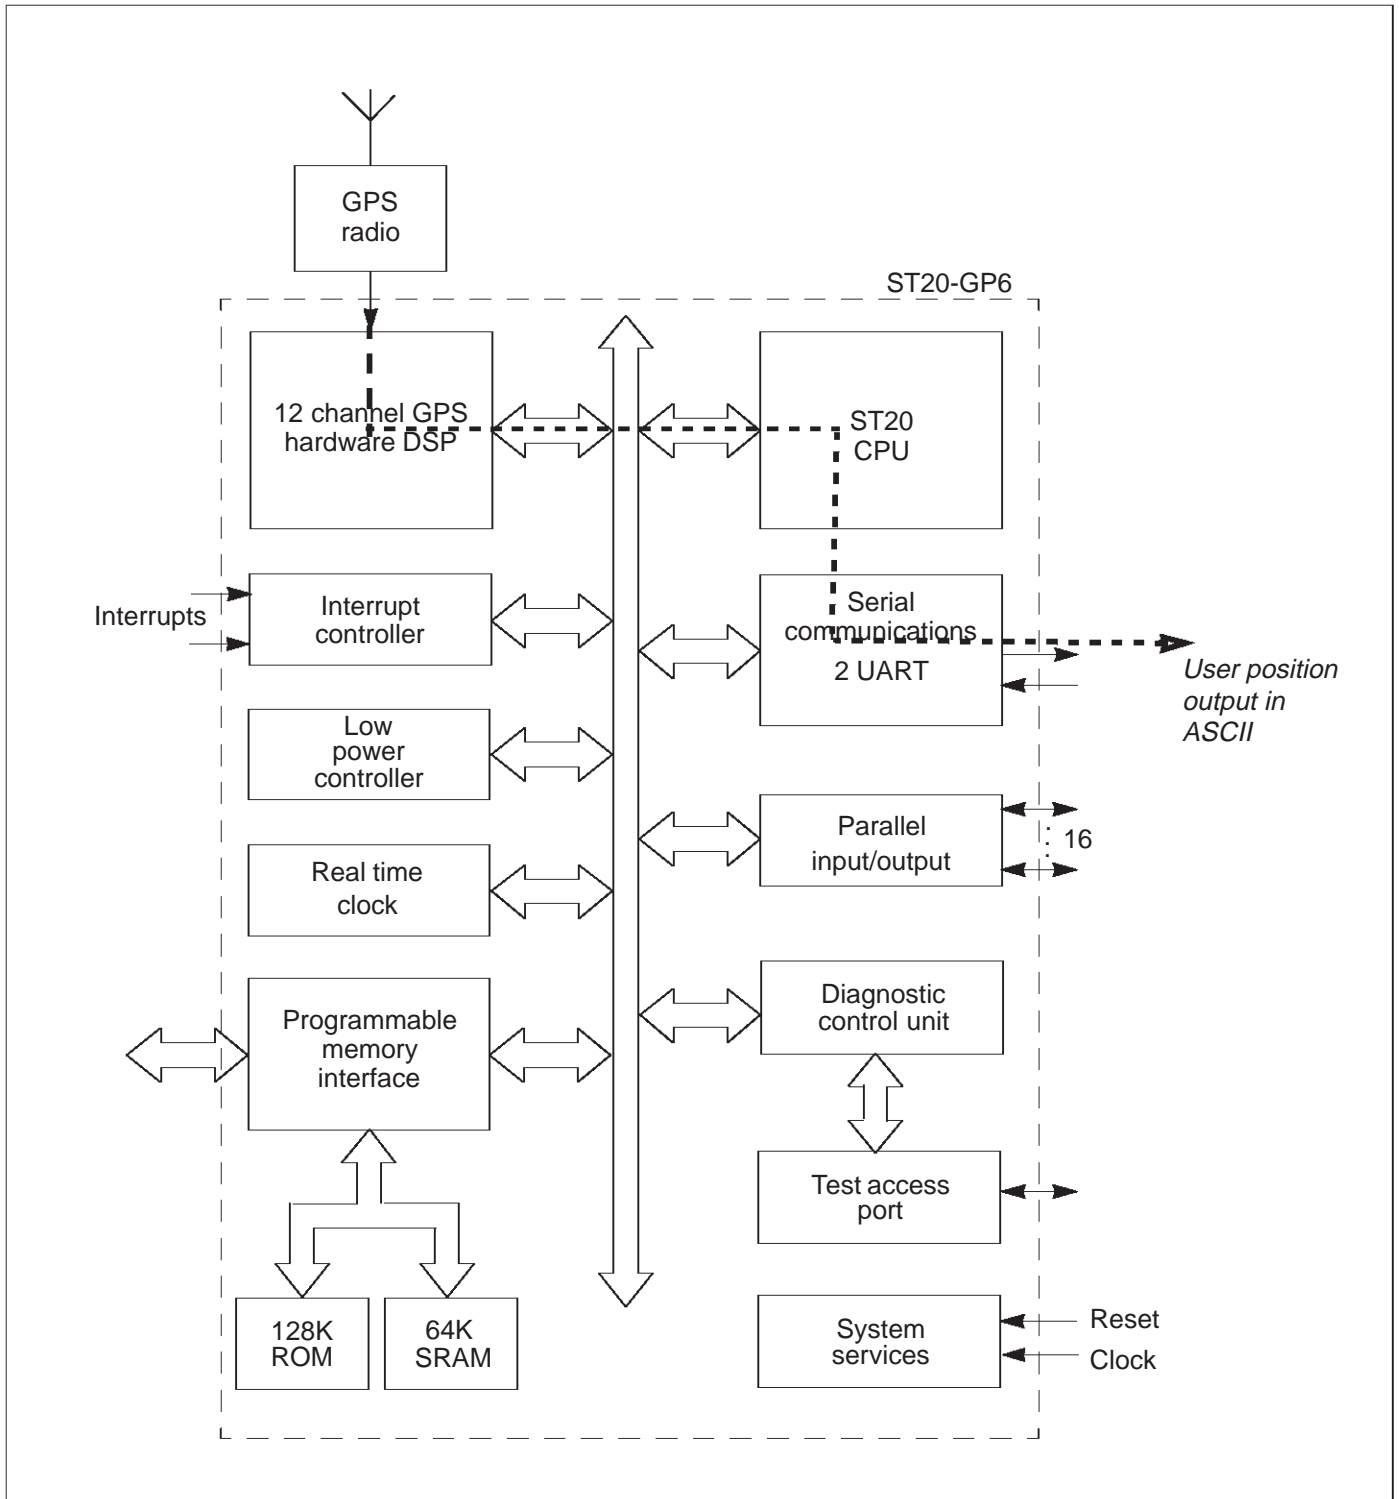 GPS
radio
ST20-GP6
12 channel GPS
hardware DSP
ST20
CPU
Interrupts
Interrupt
controller
Serial
communications
2 UART
User position
output in
ASCII
Low
power
controller
Parallel
input/output
16
Real time
clock
Programmable
memory
interface
Diagnostic
control unit
Test access
port
128K
ROM
64K
SRAM
System
services
Reset
Clock